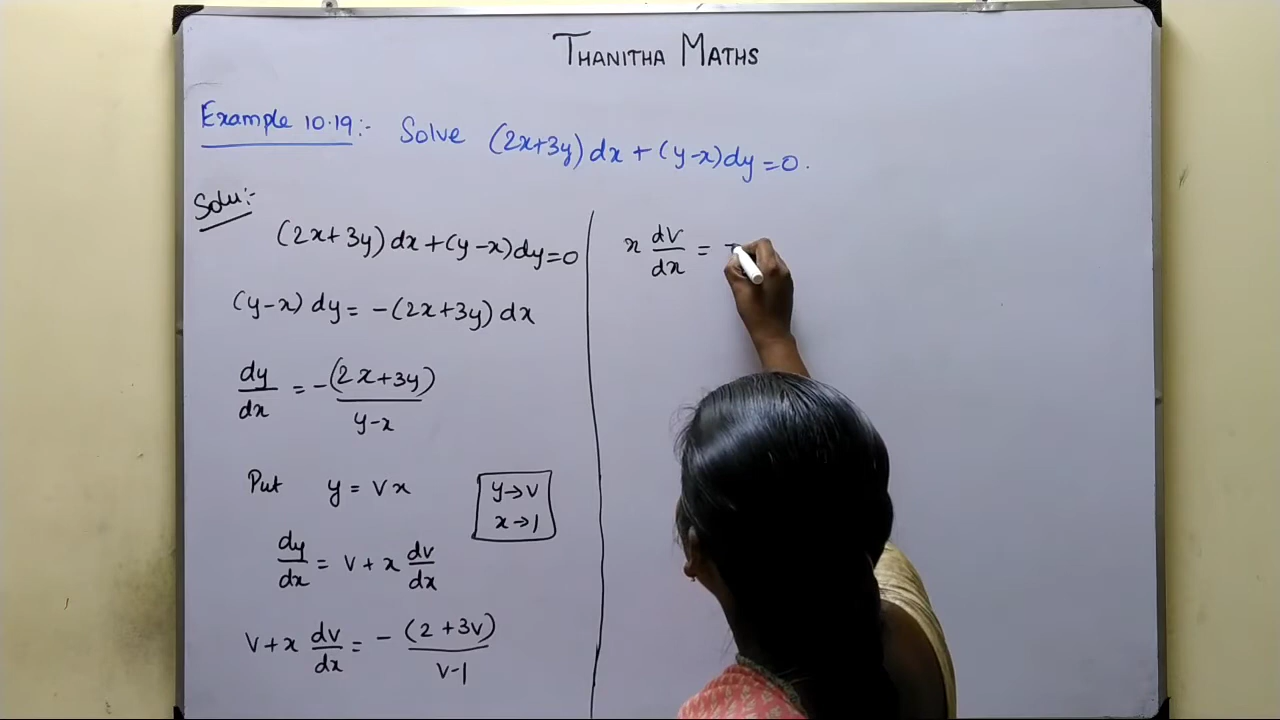 THANITHA MATHS
Example 10.19:- Solve (2x+3y)dx+(y-x)dy=0.
Solu:-
(2x+3y)dx+(y-x)dy=0
(y-x)dy=-(2x+3y)dx
dy/dx = -(2x+3y)/y-x
Put y=vx
y→v
x→1
dy/dx = v+x dv/dx
v+x dv/dx = -(2+3v)/v-1
x dv/dx =